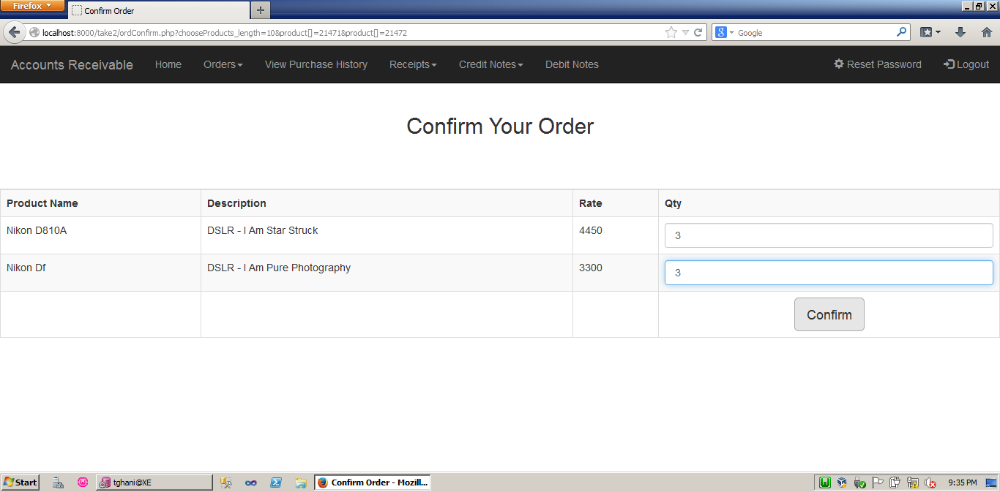 Firefox
Confirm Order
localhost:8000/take2/ordConfirm.php?chooseProducts_length=10&product[]=21471&product[]=21472
Google
Accounts Receivable Home Orders View Purchase History Receipts Credit Notes Debit Notes Reset Password Logout
Confirm Your Order
Product Name Description Rate Qty
Nikon D810A DSLR - I Am Star Struck 4450 3
Nikon Df DSLR - I Am Pure Photography 3300 3
Confirm
Start tghani@XE Confirm Order - Mozill... 9:35 PM